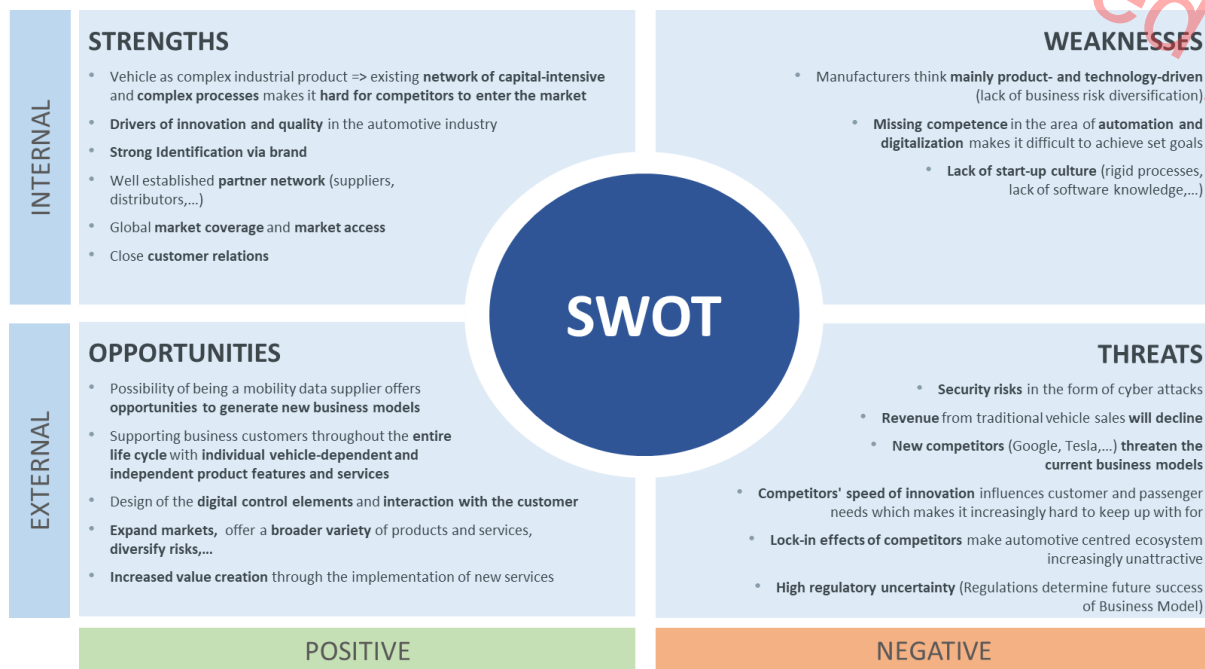 INTERNAL
STRENGTHS
• Vehicle as complex industrial product => existing network of capital-intensive
and complex processes makes it hard for competitors to enter the market
• Drivers of innovation and quality in the automotive industry
• Strong Identification via brand
• Well established partner network (suppliers,
distributors,...)
• Global market coverage and market access
• Close customer relations
WEAKNESSES
• Manufacturers think mainly product- and technology-driven
(lack of business risk diversification)
• Missing competence in the area of automation and
digitalization makes it difficult to achieve set goals
• Lack of start-up culture (rigid processes,
lack of software knowledge,...)
SWOT
EXTERNAL
OPPORTUNITIES
• Possibility of being a mobility data supplier offers
opportunities to generate new business models
• Supporting business customers throughout the entire
life cycle with individual vehicle-dependent and
independent product features and services
• Design of the digital control elements and interaction with the customer
• Expand markets, offer a broader variety of products and services,
diversify risks,...
• Increased value creation through the implementation of new services
THREATS
• Security risks in the form of cyber attacks
• Revenue from traditional vehicle sales will decline
• New competitors (Google, Tesla,...) threaten the
current business models
• Competitors' speed of innovation influences customer and passenger
needs which makes it increasingly hard to keep up with for
• Lock-in effects of competitors make automotive centred ecosystem
increasingly unattractive
• High regulatory uncertainty (Regulations determine future success
of Business Model)
POSITIVE
NEGATIVE